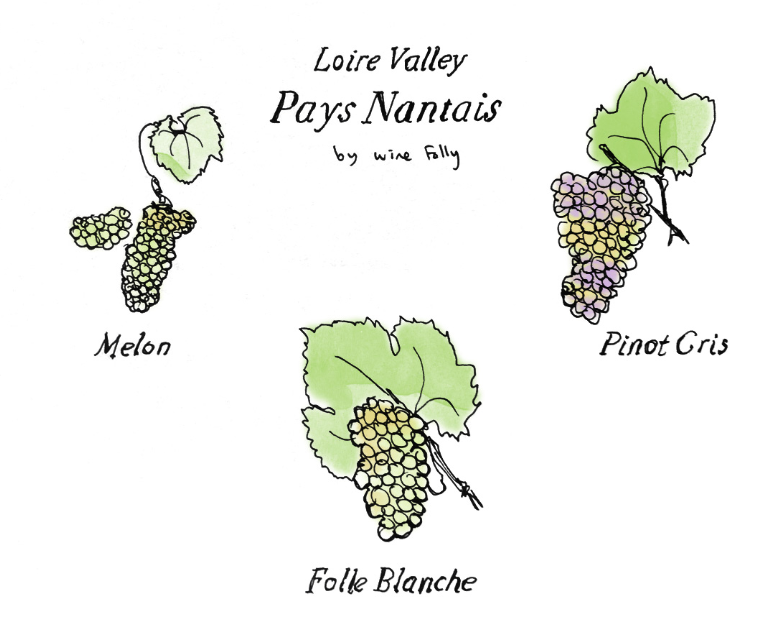 Loire Valley
Pays Nantais
by wine Folly
Melon
Pinot Gris
Folle Blanche